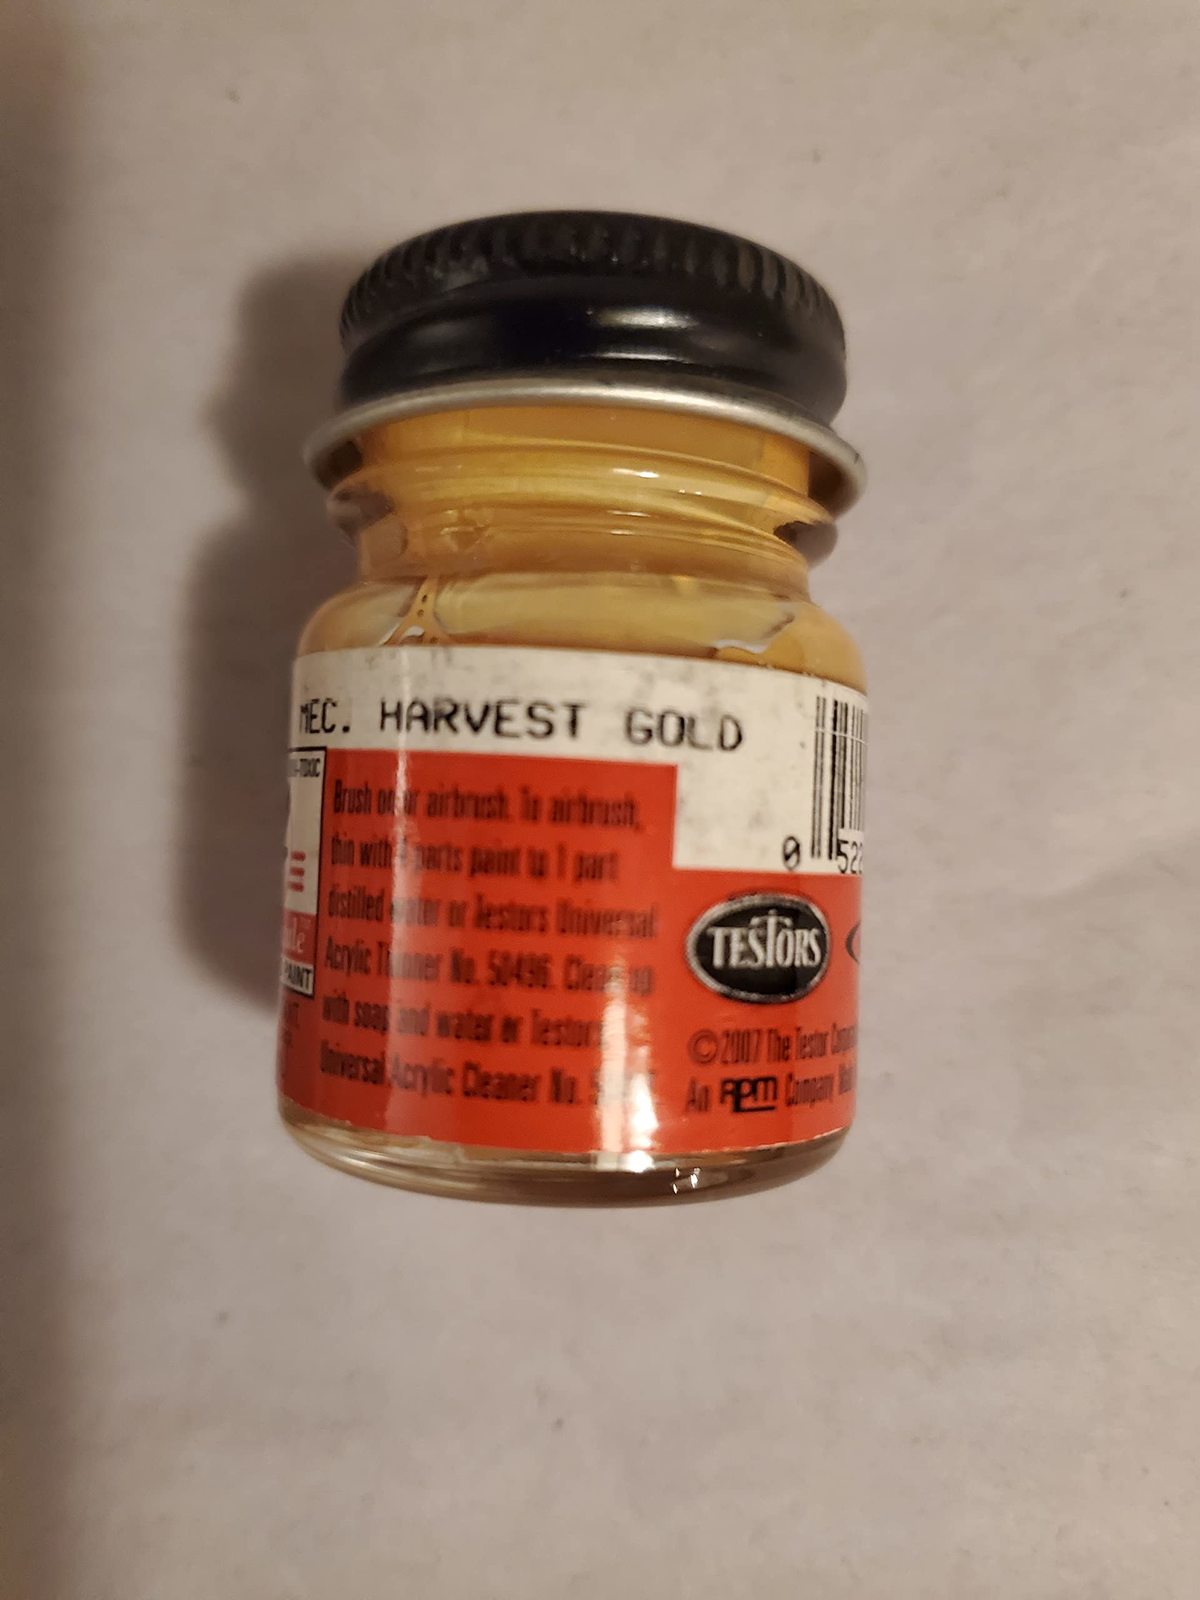 MEC. HARVEST GOLD
Brush on or airbrush. To airbrush,
thin with parts paint to 1 part
distilled water or Testors Universal
Acrylic Thinner No. 50496. Clean up
with soap and water or Testors
Universal Acrylic Cleaner No.
0 522
TESTORS
©2007 The Testor
An RPM Company
PAINT